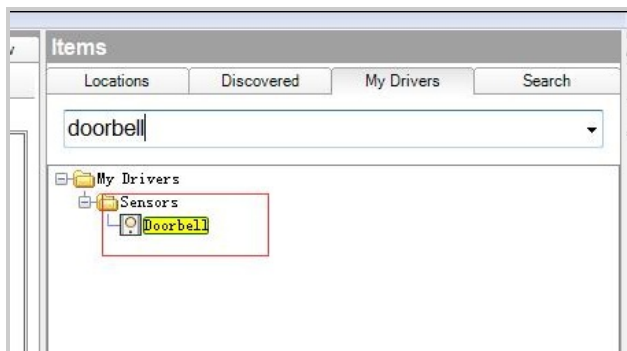 Items
Locations Discovered My Drivers Search
doorbell
My Drivers
Sensors
Doorbell